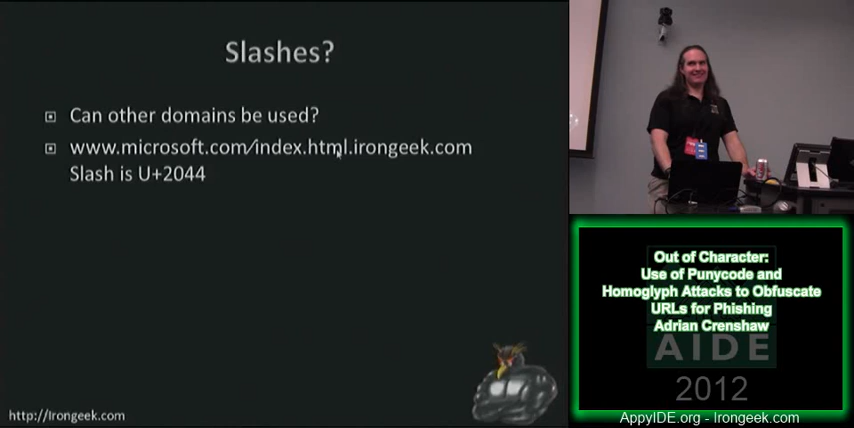 Slashes?
Can other domains be used?
www.microsoft.com⁄index.html.irongeek.com
Slash is U+2044
http://Irongeek.com
Out of Character:
Use of Punycode and
Homoglyph Attacks to Obfuscate
URLs for Phishing
Adrian Crenshaw
AIDE
2012
AppyIDE.org - Irongeek.com